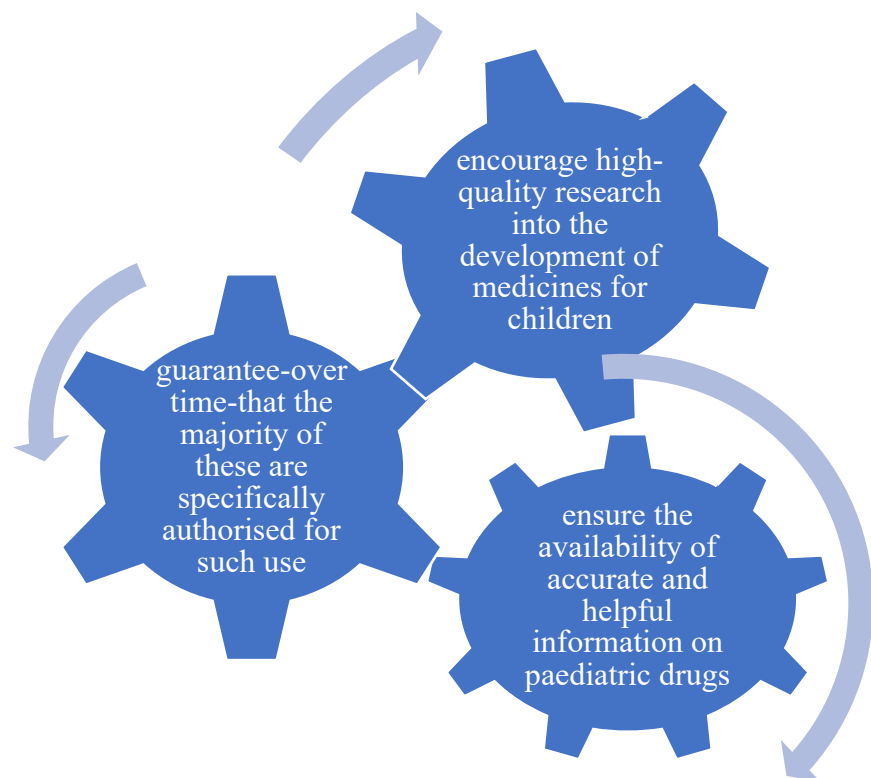 encourage high-
quality research
into the
development of
medicines for
children
guarantee-over
time-that the
majority of
these are
specifically
authorised for
such use
ensure the
availability of
accurate and
helpful
information on
paediatric drugs